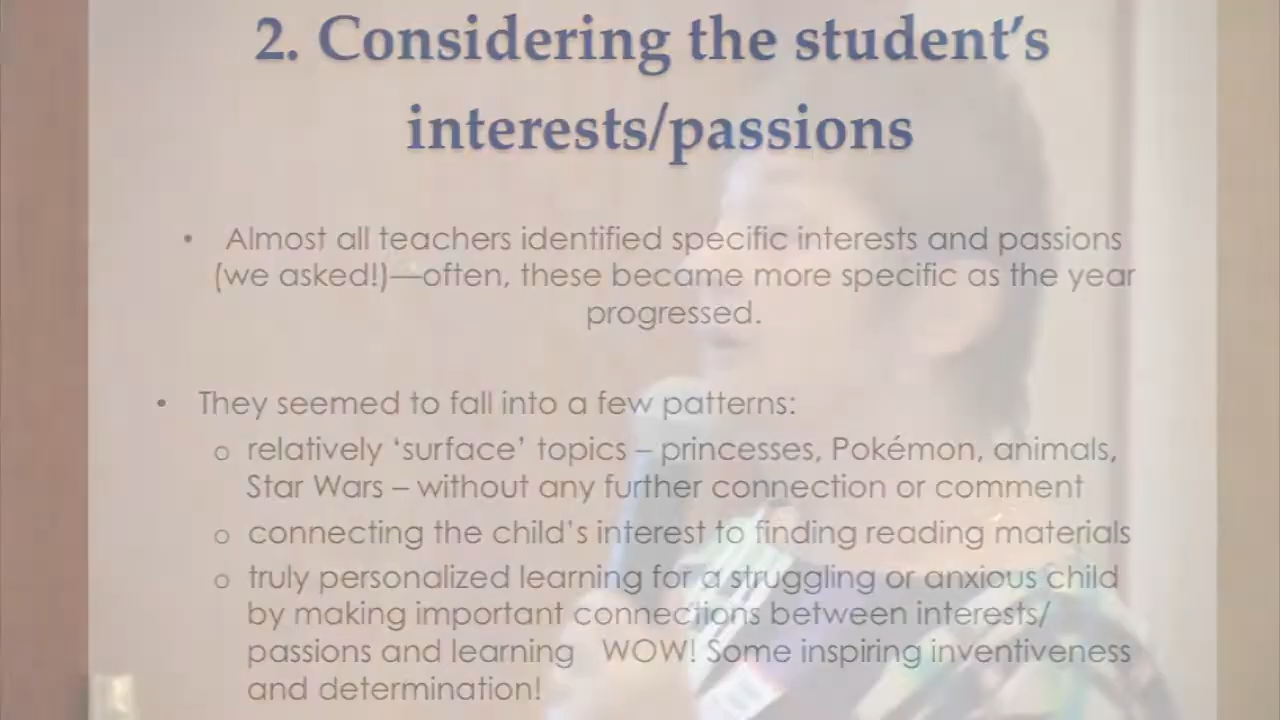 2. Considering the student’s
interests/passions
• Almost all teachers identified specific interests and passions
(we asked!)—often, these became more specific as the year
progressed.
• They seemed to fall into a few patterns:
o relatively ‘surface’ topics – princesses, Pokémon, animals,
Star Wars – without any further connection or comment
o connecting the child’s interest to finding reading materials
o truly personalized learning for a struggling or anxious child
by making important connections between interests/
passions and learning WOW! Some inspiring inventiveness
and determination!